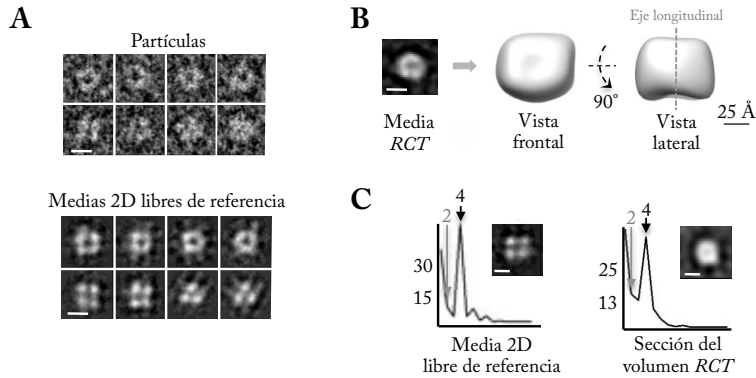 A
Partículas
Medias 2D libres de referencia
B
Media
RCT
Vista
frontal
90°
Eje longitudinal
Vista
lateral
25 Å
C
2
4
30
15
Media 2D
libre de referencia
2
4
25
13
Sección del
volumen RCT